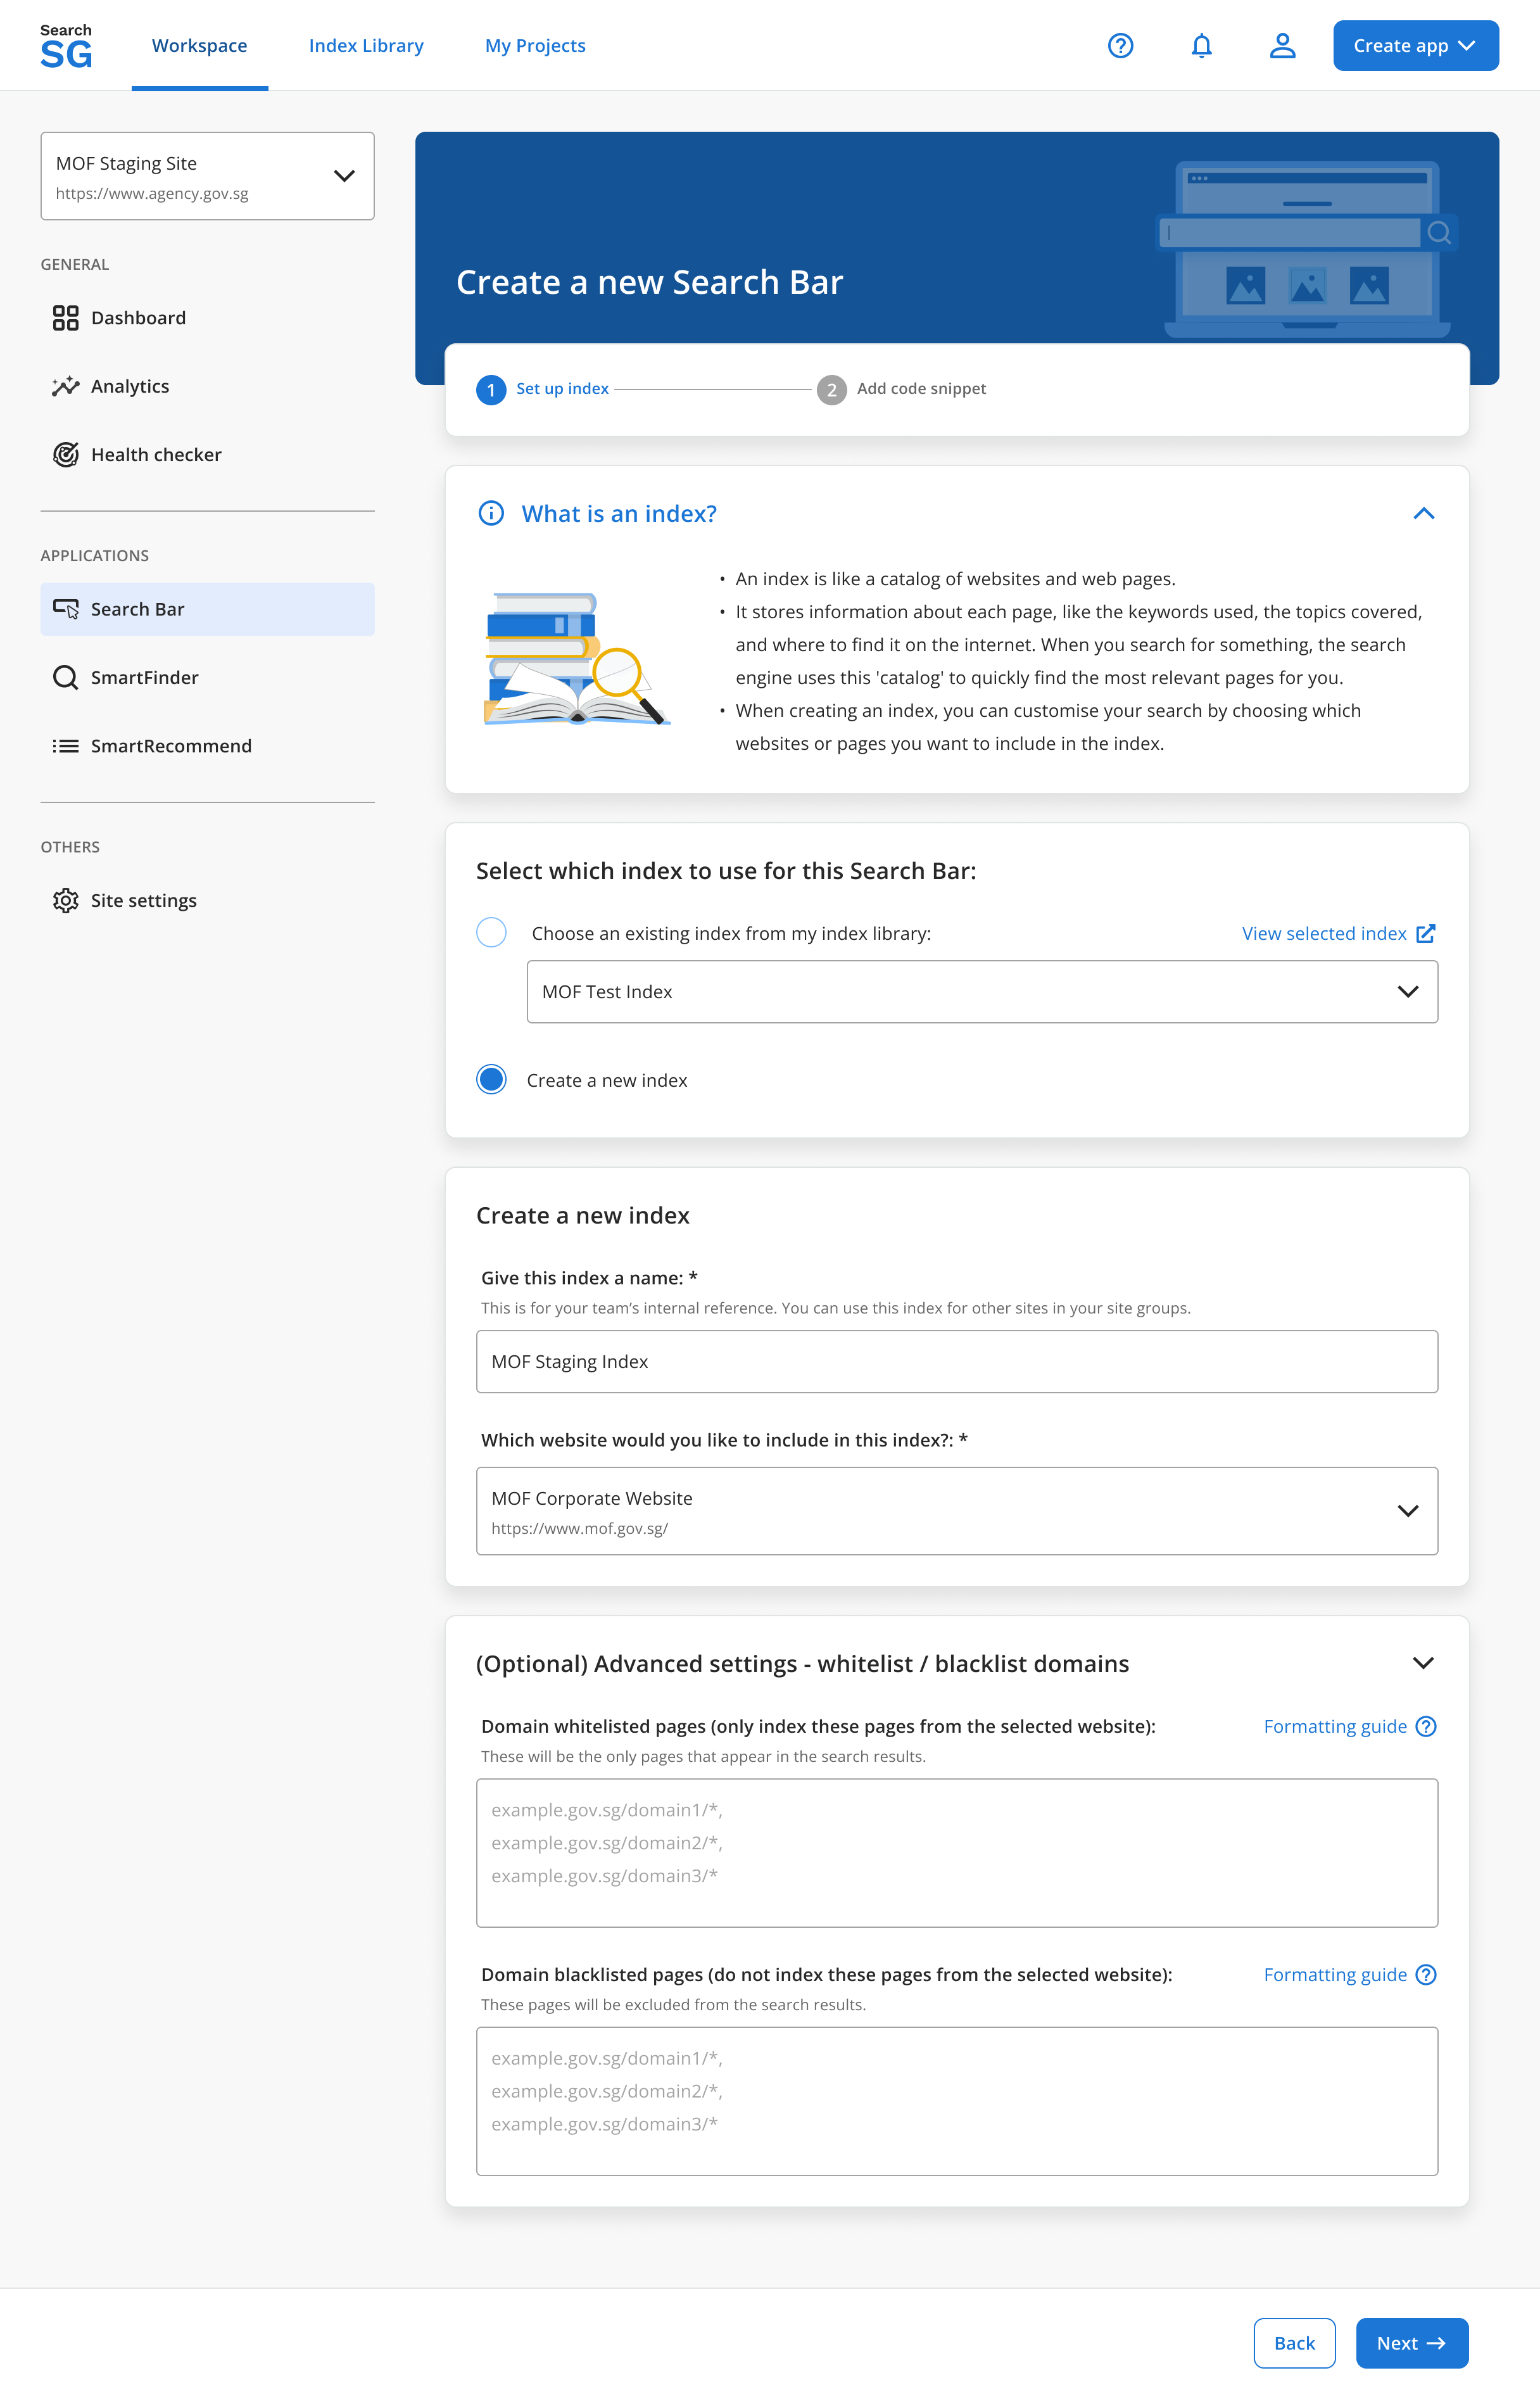 Search
SG
Workspace
Index Library
My Projects
Create app
MOF Staging Site
https://www.agency.gov.sg
GENERAL
Dashboard
Analytics
Health checker
APPLICATIONS
Search Bar
SmartFinder
SmartRecommend
OTHERS
Site settings
Create a new Search Bar
1 Set up index
2 Add code snippet
What is an index?
• An index is like a catalog of websites and web pages.
• It stores information about each page, like the keywords used, the topics covered,
and where to find it on the internet. When you search for something, the search
engine uses this 'catalog' to quickly find the most relevant pages for you.
• When creating an index, you can customise your search by choosing which
websites or pages you want to include in the index.
Select which index to use for this Search Bar:
Choose an existing index from my index library:
View selected index
MOF Test Index
Create a new index
Create a new index
Give this index a name: *
This is for your team’s internal reference. You can use this index for other sites in your site groups.
MOF Staging Index
Which website would you like to include in this index?: *
MOF Corporate Website
https://www.mof.gov.sg/
(Optional) Advanced settings - whitelist / blacklist domains
Domain whitelisted pages (only index these pages from the selected website):
Formatting guide
These will be the only pages that appear in the search results.
example.gov.sg/domain1/*,
example.gov.sg/domain2/*,
example.gov.sg/domain3/*
Domain blacklisted pages (do not index these pages from the selected website):
Formatting guide
These pages will be excluded from the search results.
example.gov.sg/domain1/*,
example.gov.sg/domain2/*,
example.gov.sg/domain3/*
Back
Next